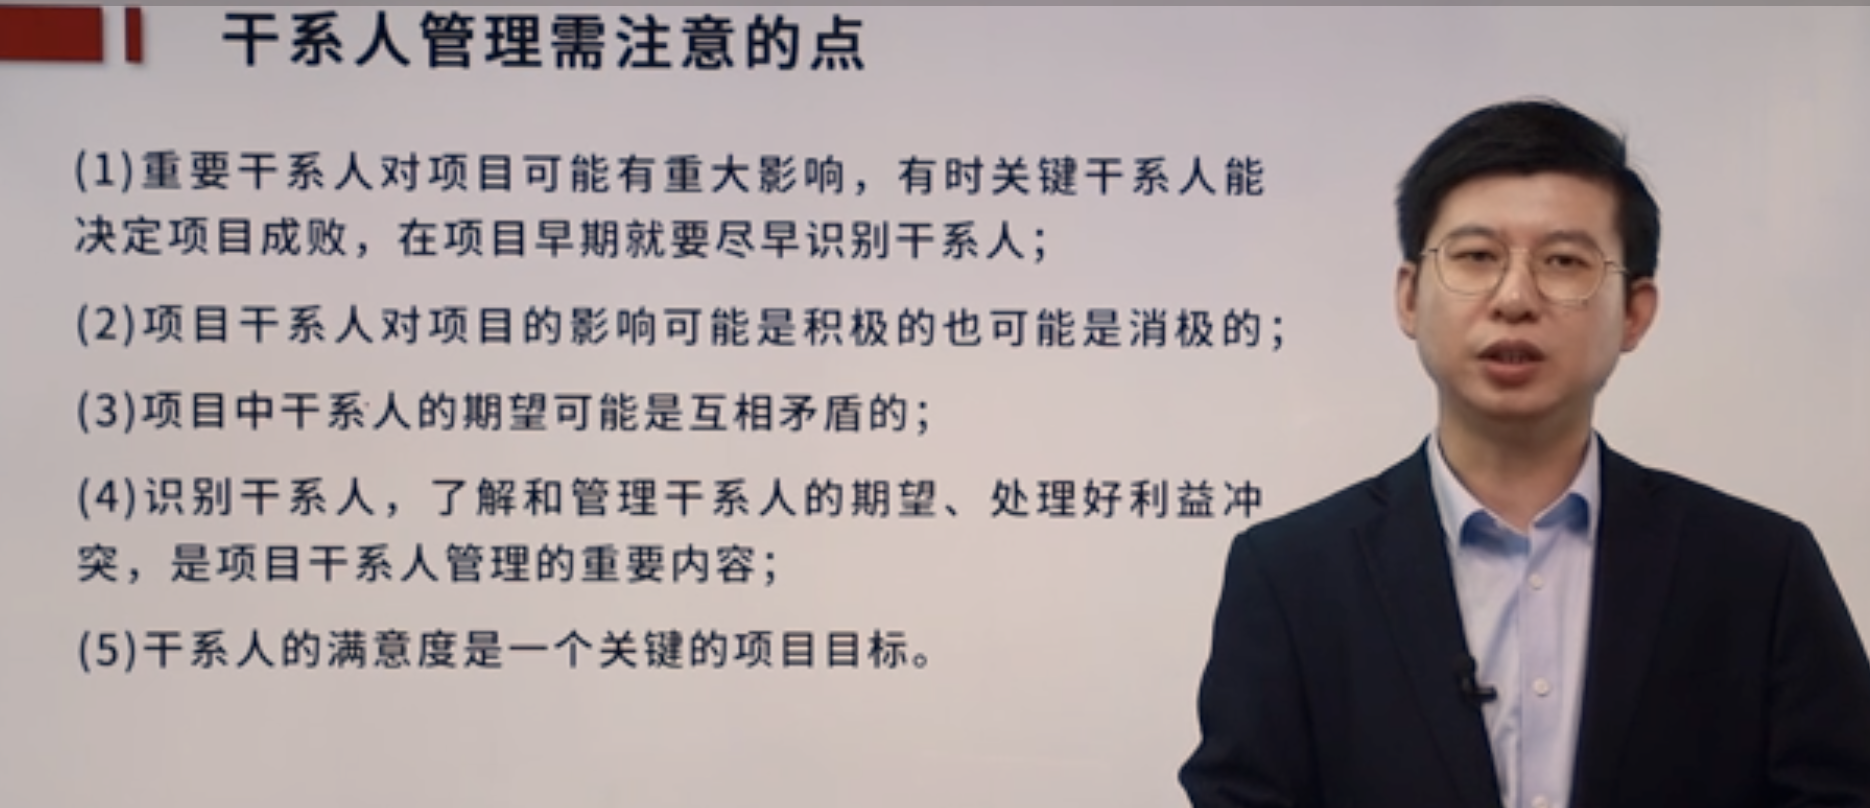 干系人管理需注意的点
(1)重要干系人对项目可能有重大影响，有时关键干系人能
决定项目成败，在项目早期就要尽早识别干系人；
(2)项目干系人对项目的影响可能是积极的也可能是消极的；
(3)项目中干系人的期望可能是互相矛盾的；
(4)识别干系人，了解和管理干系人的期望、处理好利益冲
突，是项目干系人管理的重要内容；
(5)干系人的满意度是一个关键的项目目标。